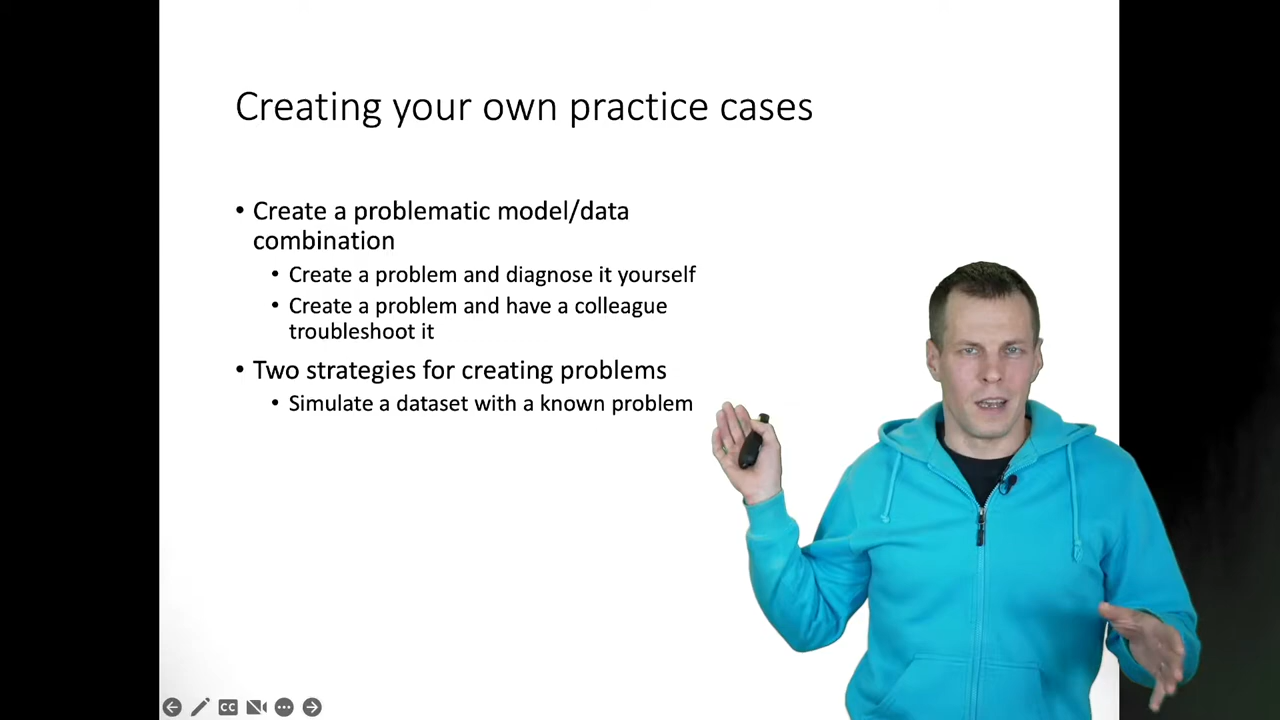 Creating your own practice cases
• Create a problematic model/data
combination
• Create a problem and diagnose it yourself
• Create a problem and have a colleague
troubleshoot it
• Two strategies for creating problems
• Simulate a dataset with a known problem
CC